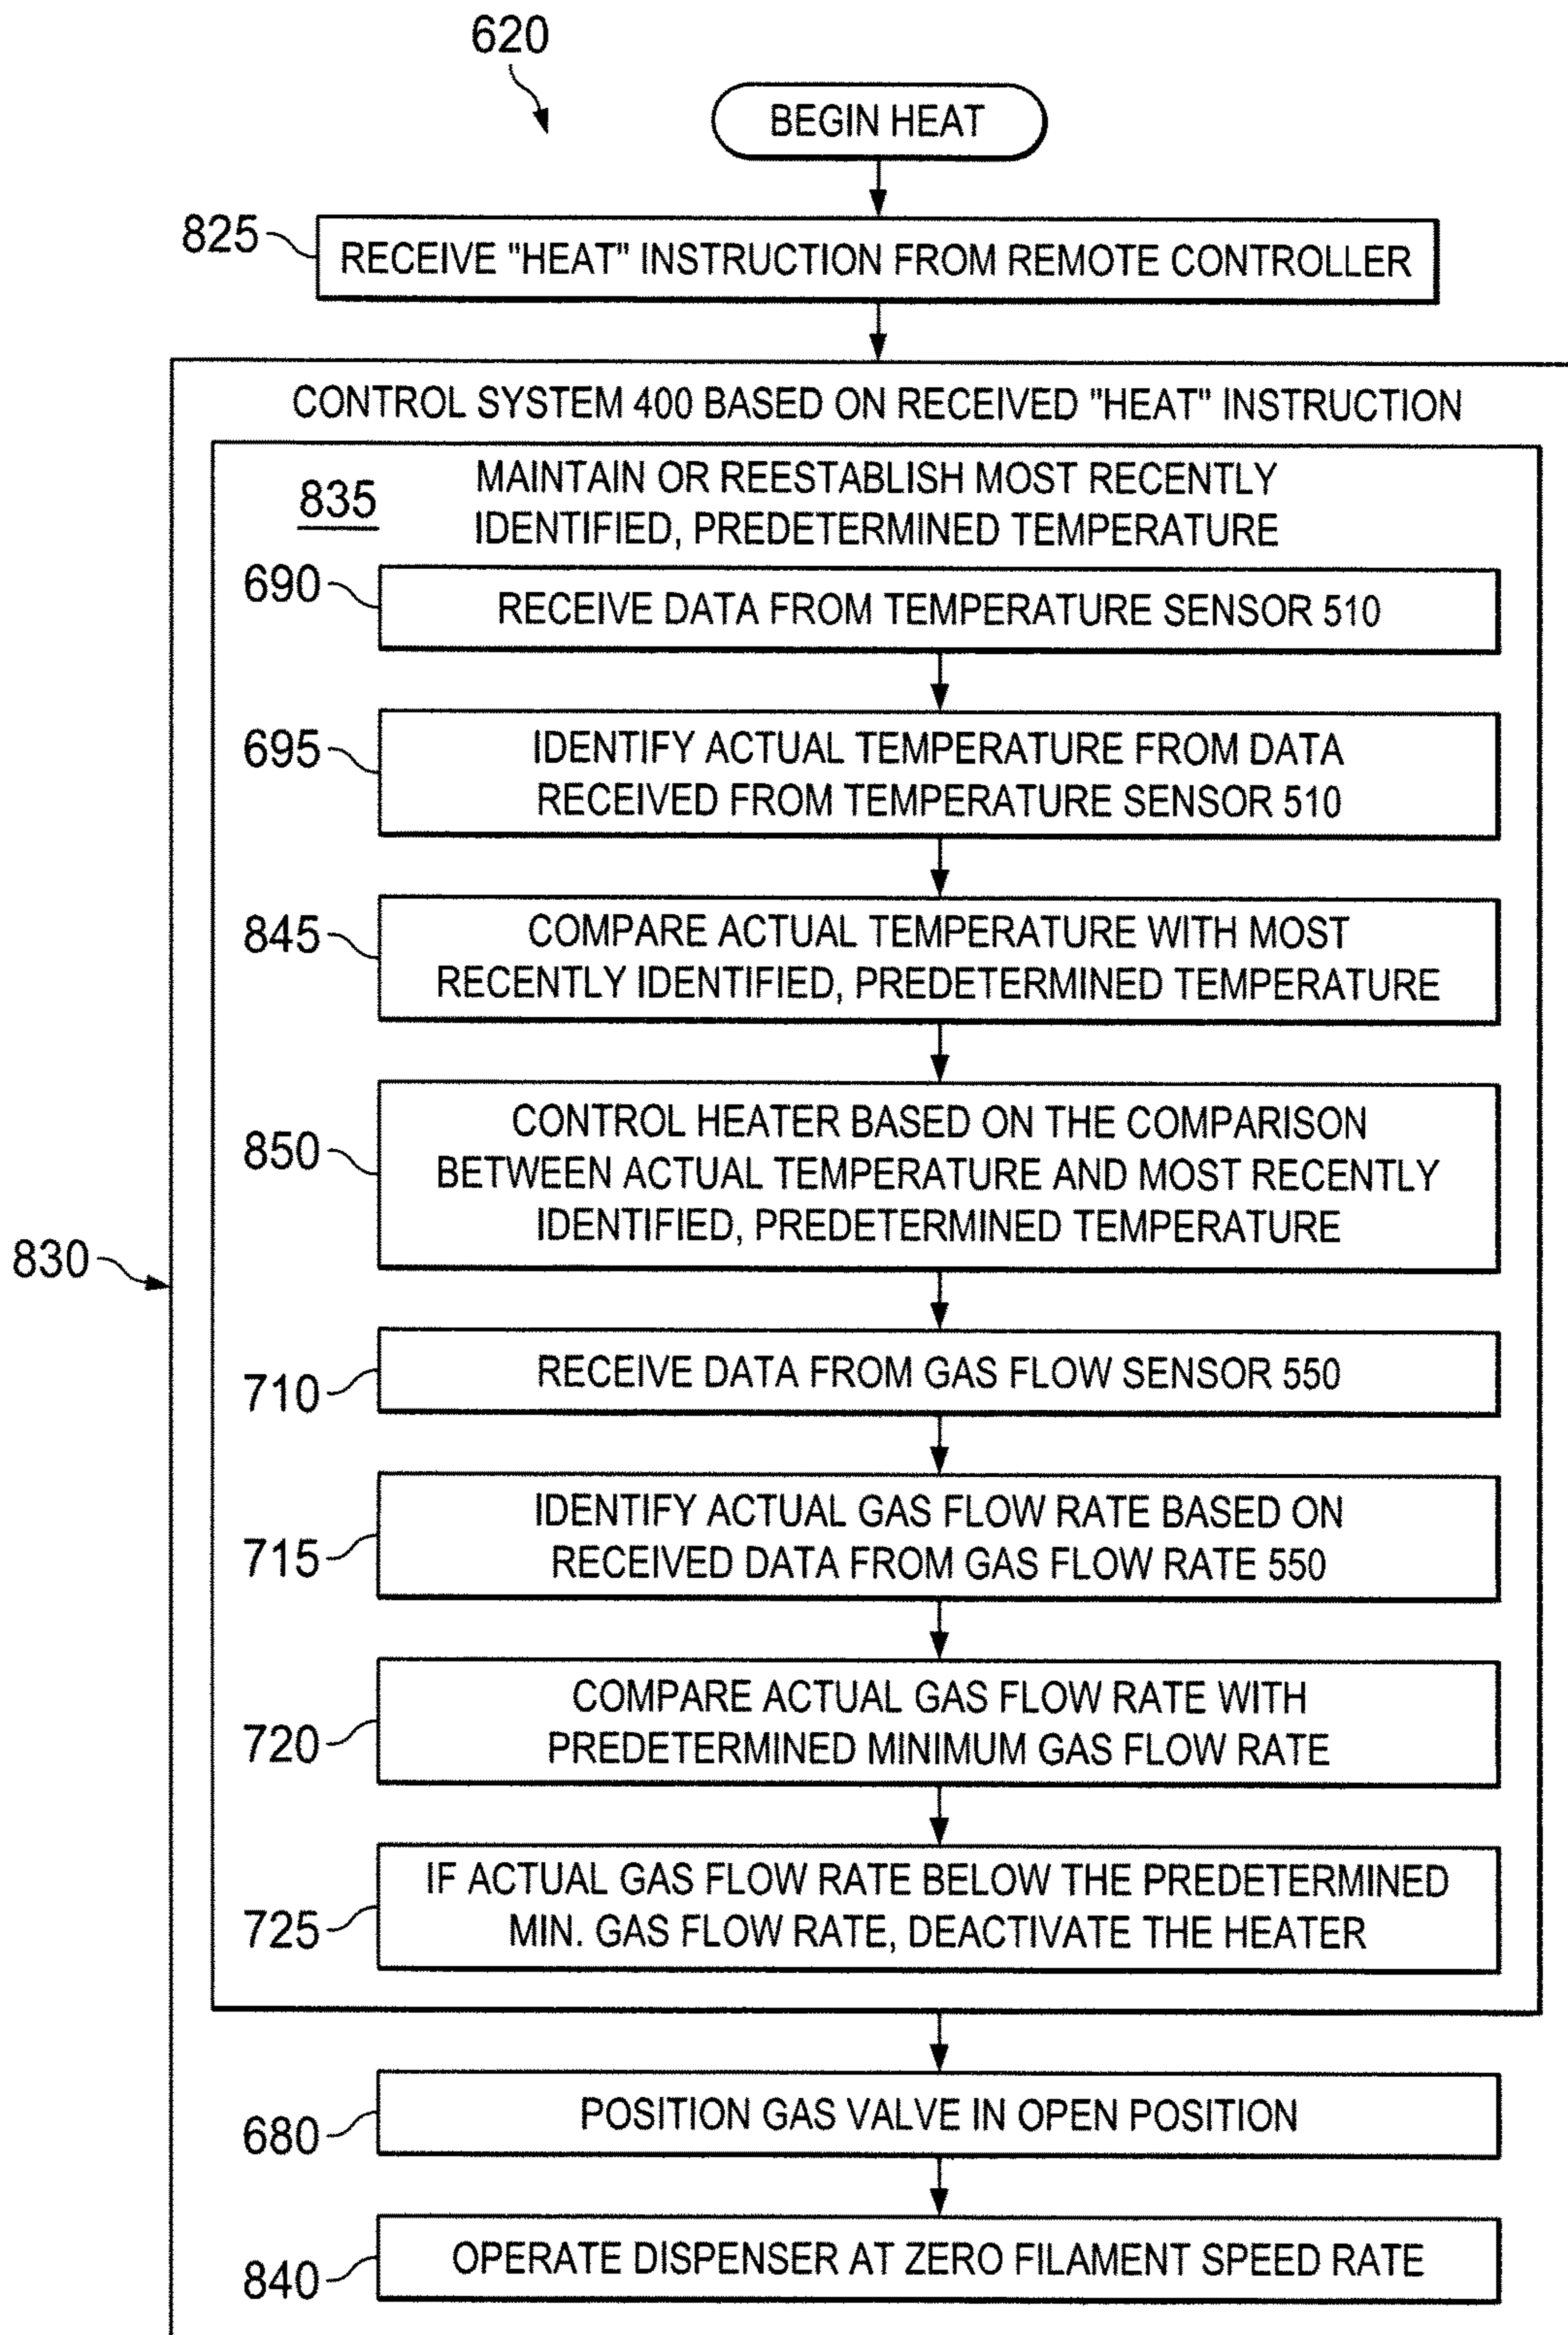 620
BEGIN HEAT
825
RECEIVE "HEAT" INSTRUCTION FROM REMOTE CONTROLLER
CONTROL SYSTEM 400 BASED ON RECEIVED "HEAT" INSTRUCTION
835
MAINTAIN OR REESTABLISH MOST RECENTLY
IDENTIFIED, PREDETERMINED TEMPERATURE
690
RECEIVE DATA FROM TEMPERATURE SENSOR 510
695
IDENTIFY ACTUAL TEMPERATURE FROM DATA
RECEIVED FROM TEMPERATURE SENSOR 510
845
COMPARE ACTUAL TEMPERATURE WITH MOST
RECENTLY IDENTIFIED, PREDETERMINED TEMPERATURE
850
CONTROL HEATER BASED ON THE COMPARISON
BETWEEN ACTUAL TEMPERATURE AND MOST RECENTLY
IDENTIFIED, PREDETERMINED TEMPERATURE
830
710
RECEIVE DATA FROM GAS FLOW SENSOR 550
715
IDENTIFY ACTUAL GAS FLOW RATE BASED ON
RECEIVED DATA FROM GAS FLOW RATE 550
720
COMPARE ACTUAL GAS FLOW RATE WITH
PREDETERMINED MINIMUM GAS FLOW RATE
725
IF ACTUAL GAS FLOW RATE BELOW THE PREDETERMINED
MIN. GAS FLOW RATE, DEACTIVATE THE HEATER
680
POSITION GAS VALVE IN OPEN POSITION
840
OPERATE DISPENSER AT ZERO FILAMENT SPEED RATE